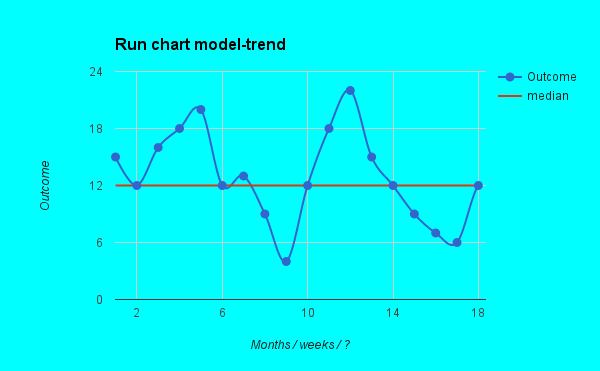 Run chart model-trend
24
18
12
6
0
Outcome
2
6
10
14
18
Months / weeks / ?
Outcome
median